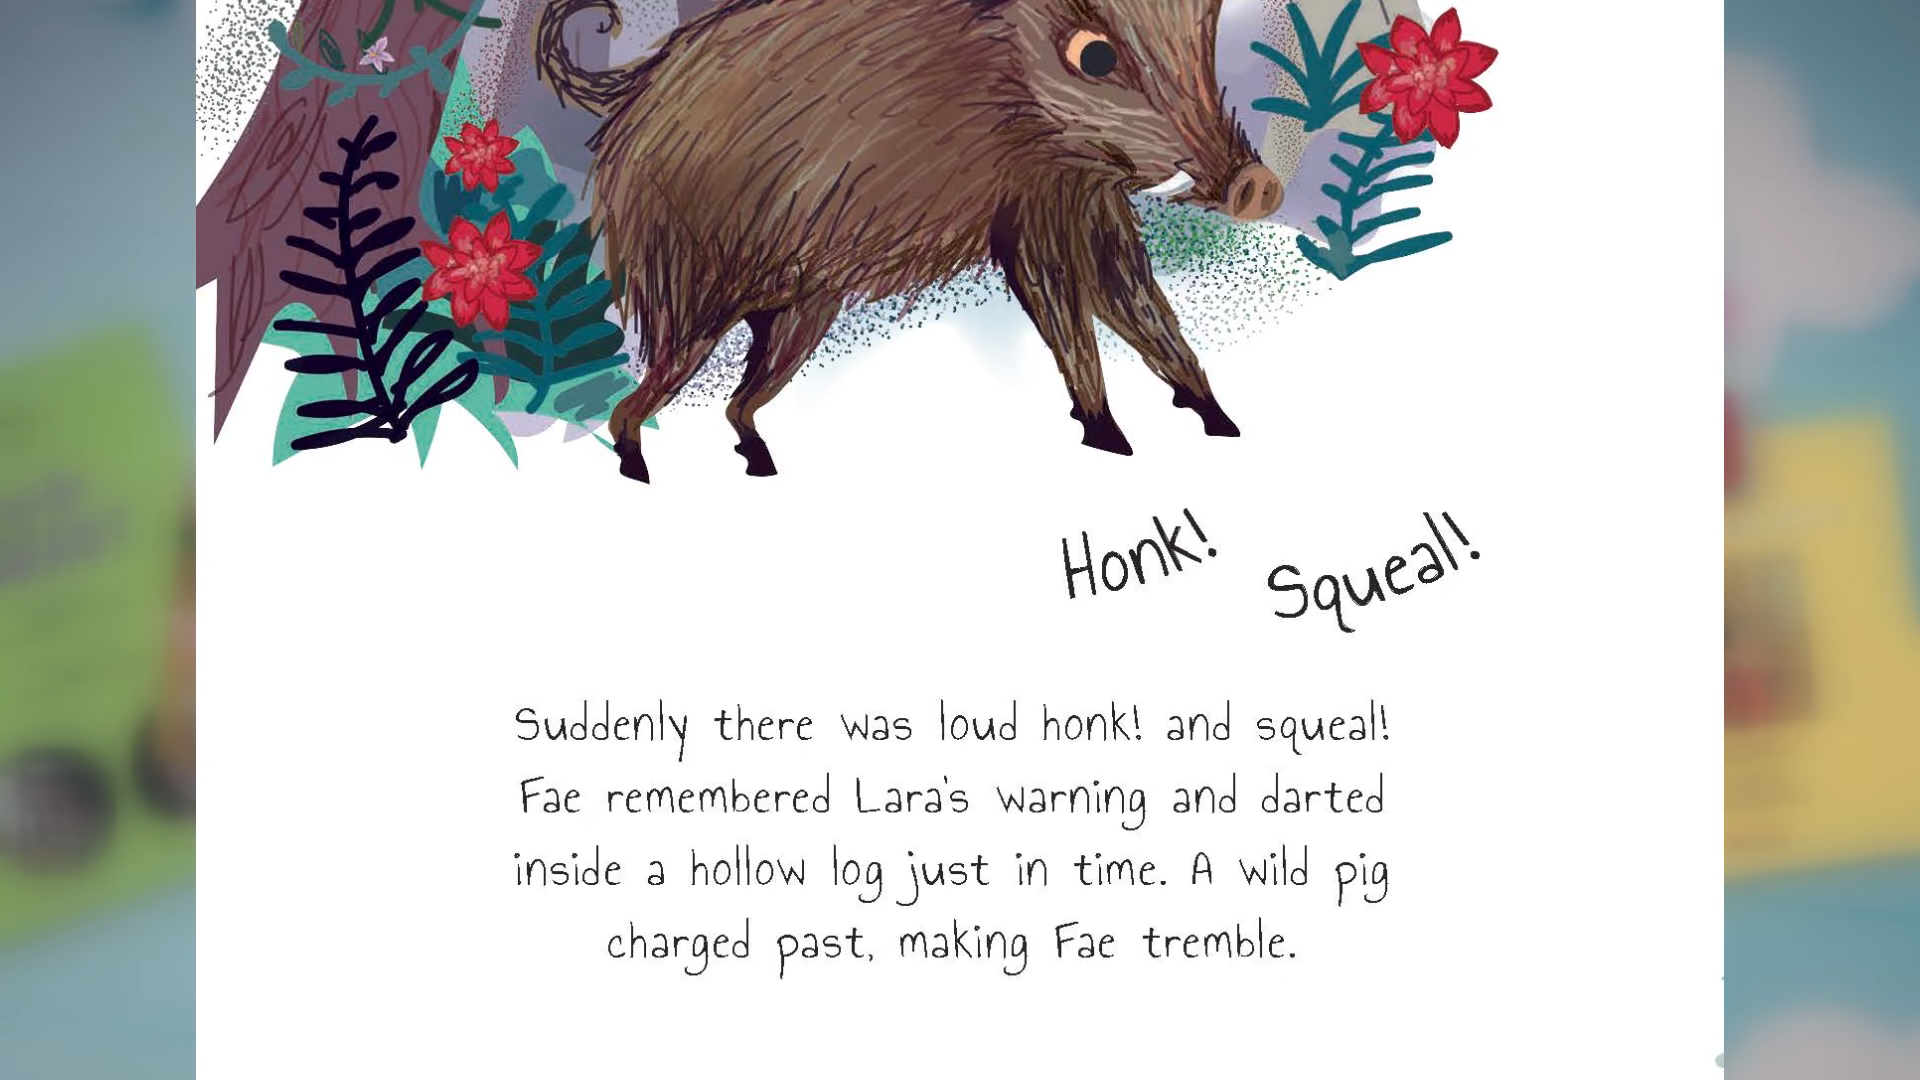 Honk!
Squeal!
Suddenly there was loud honk! and squeal!
Fae remembered Lara's warning and darted
inside a hollow log just in time. A wild pig
charged past, making Fae tremble.